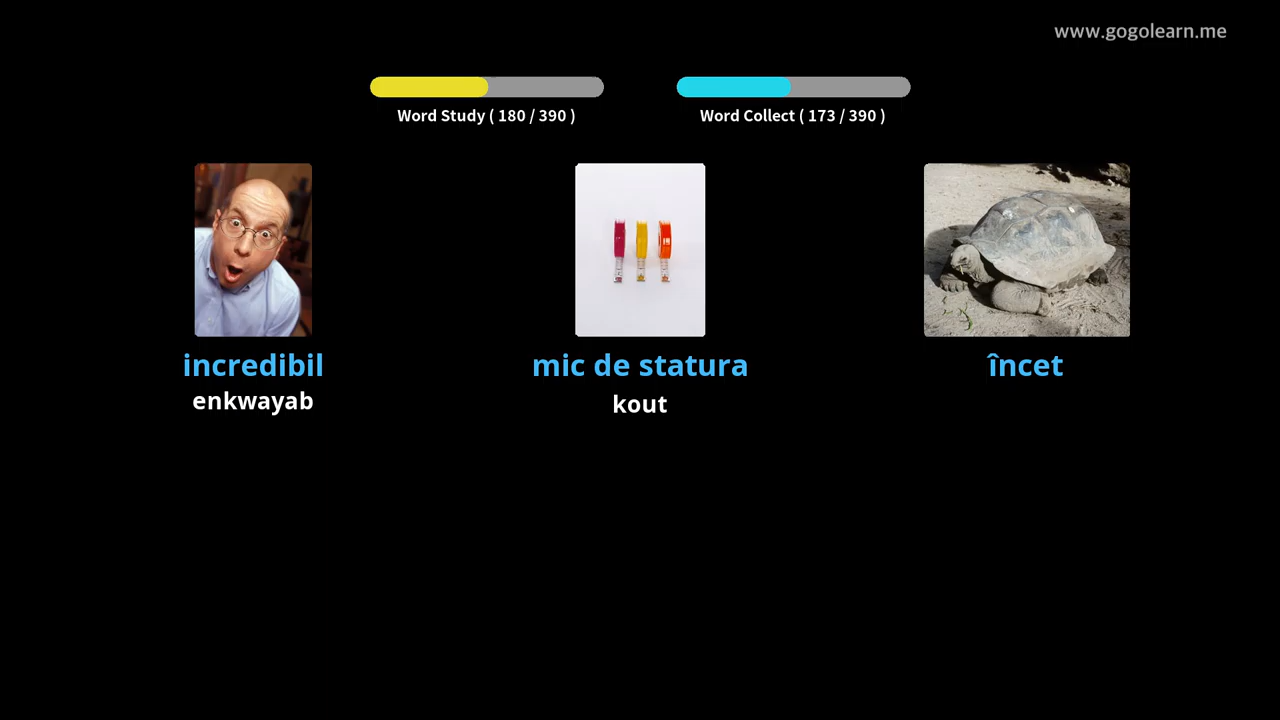 www.gogolearn.me
Word Study ( 180 / 390 )
Word Collect ( 173 / 390 )
incredibil
enkwayab
mic de statura
kout
încet